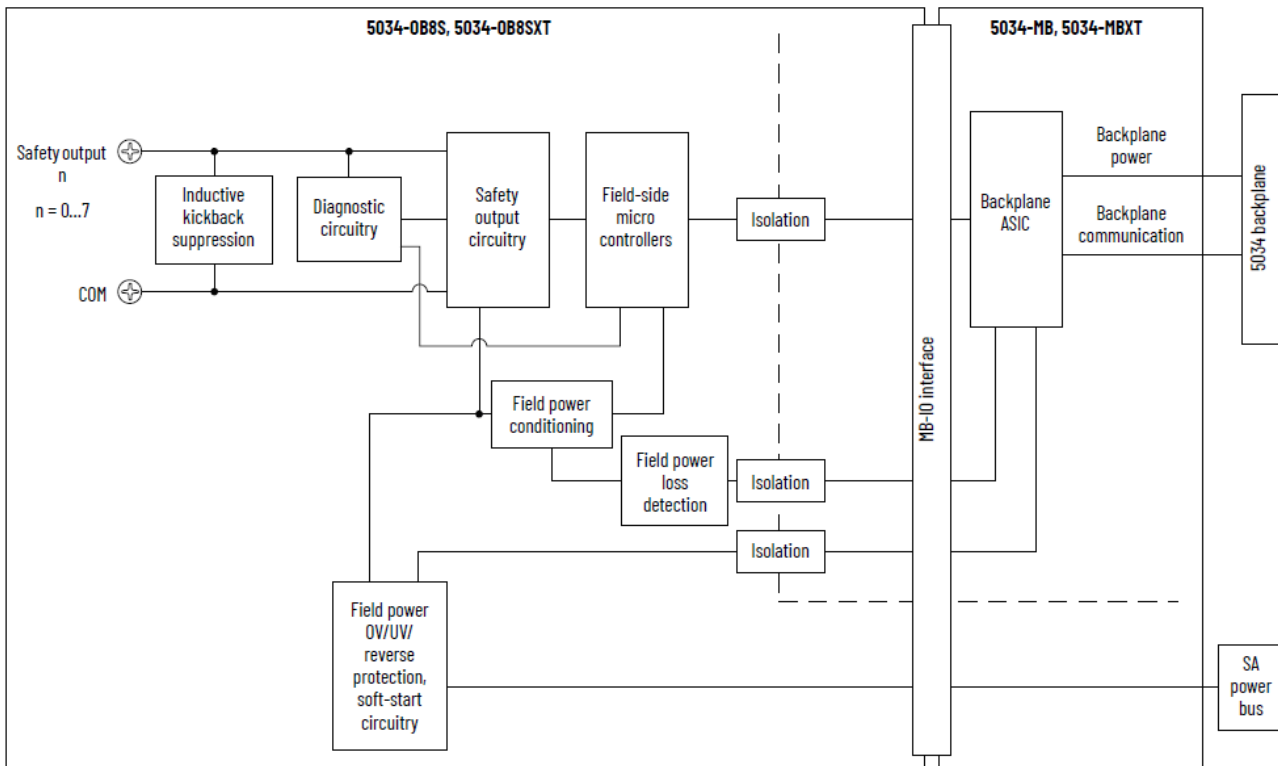 5034-OB8S, 5034-OB8SXT
5034-MB, 5034-MBXT
Safety output
n
n = 0...7
COM
Inductive
kickback
suppression
Diagnostic
circuitry
Safety
output
circuitry
Field-side
micro
controllers
Isolation
Backplane
ASIC
Backplane
power
Backplane
communication
5034 backplane
MB-IO interface
Field power
conditioning
Field power
loss
detection
Isolation
Isolation
Field power
OV/UV/
reverse
protection,
soft-start
circuitry
SA
power
bus